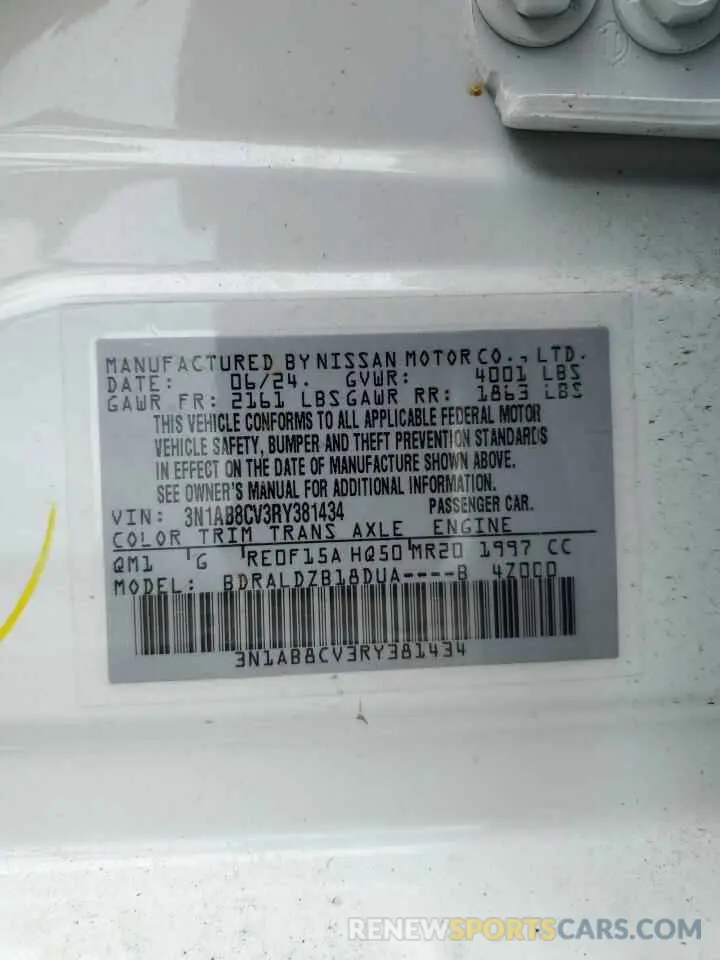 MANUFACTURED BY NISSAN MOTOR CO., LTD.
DATE: 06/24. GVWR: 4001 LBS
GAWR FR: 2161 LBS GAWR RR: 1863 LBS
THIS VEHICLE CONFORMS TO ALL APPLICABLE FEDERAL MOTOR
VEHICLE SAFETY, BUMPER AND THEFT PREVENTION STANDARDS
IN EFFECT ON THE DATE OF MANUFACTURE SHOWN ABOVE.
SEE OWNER'S MANUAL FOR ADDITIONAL INFORMATION.
VIN: 3N1AB8CV3RY381434 PASSENGER CAR.
COLOR TRIM TRANS AXLE ENGINE
QM1 G RE0F15A HQ50 MR20 1997 CC
MODEL: BDRALDZB18DUA----B 4Z000
3N1AB8CV3RY381434
RENEWSPORTSCARS.COM